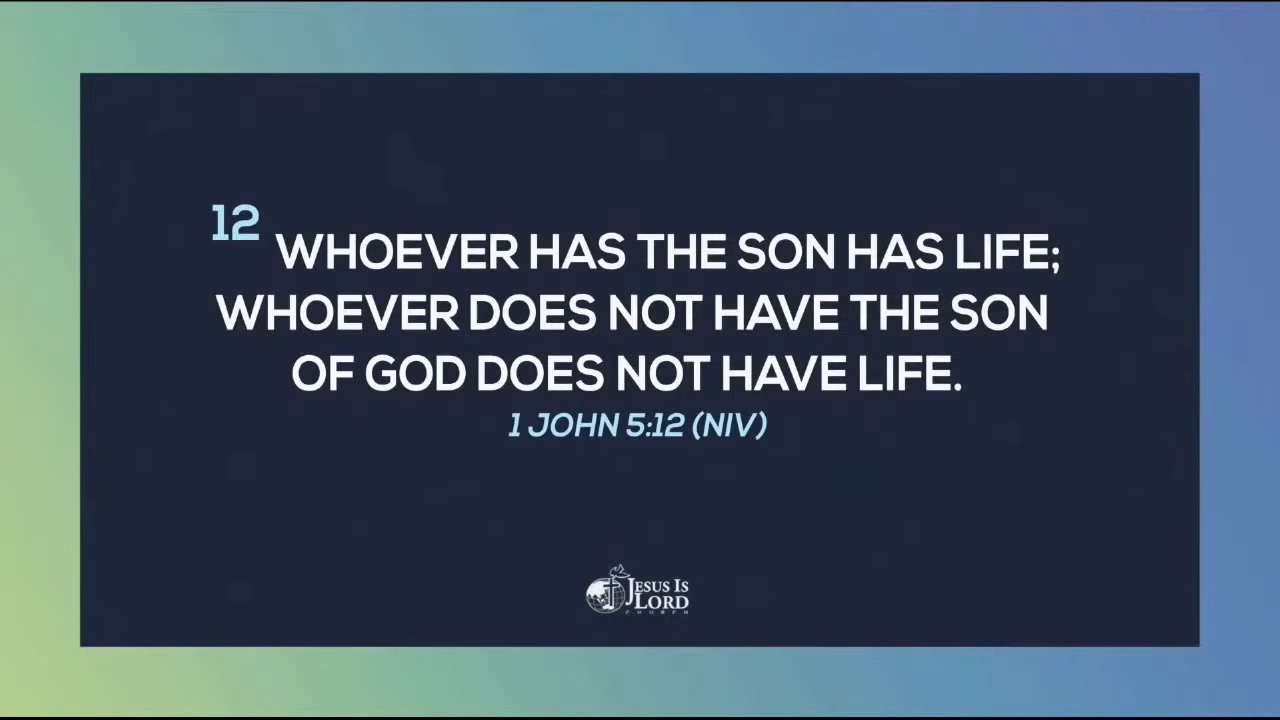 12 WHOEVER HAS THE SON HAS LIFE;
WHOEVER DOES NOT HAVE THE SON
OF GOD DOES NOT HAVE LIFE.
1 JOHN 5:12 (NIV)
JESUS IS
LORD
CHURCH